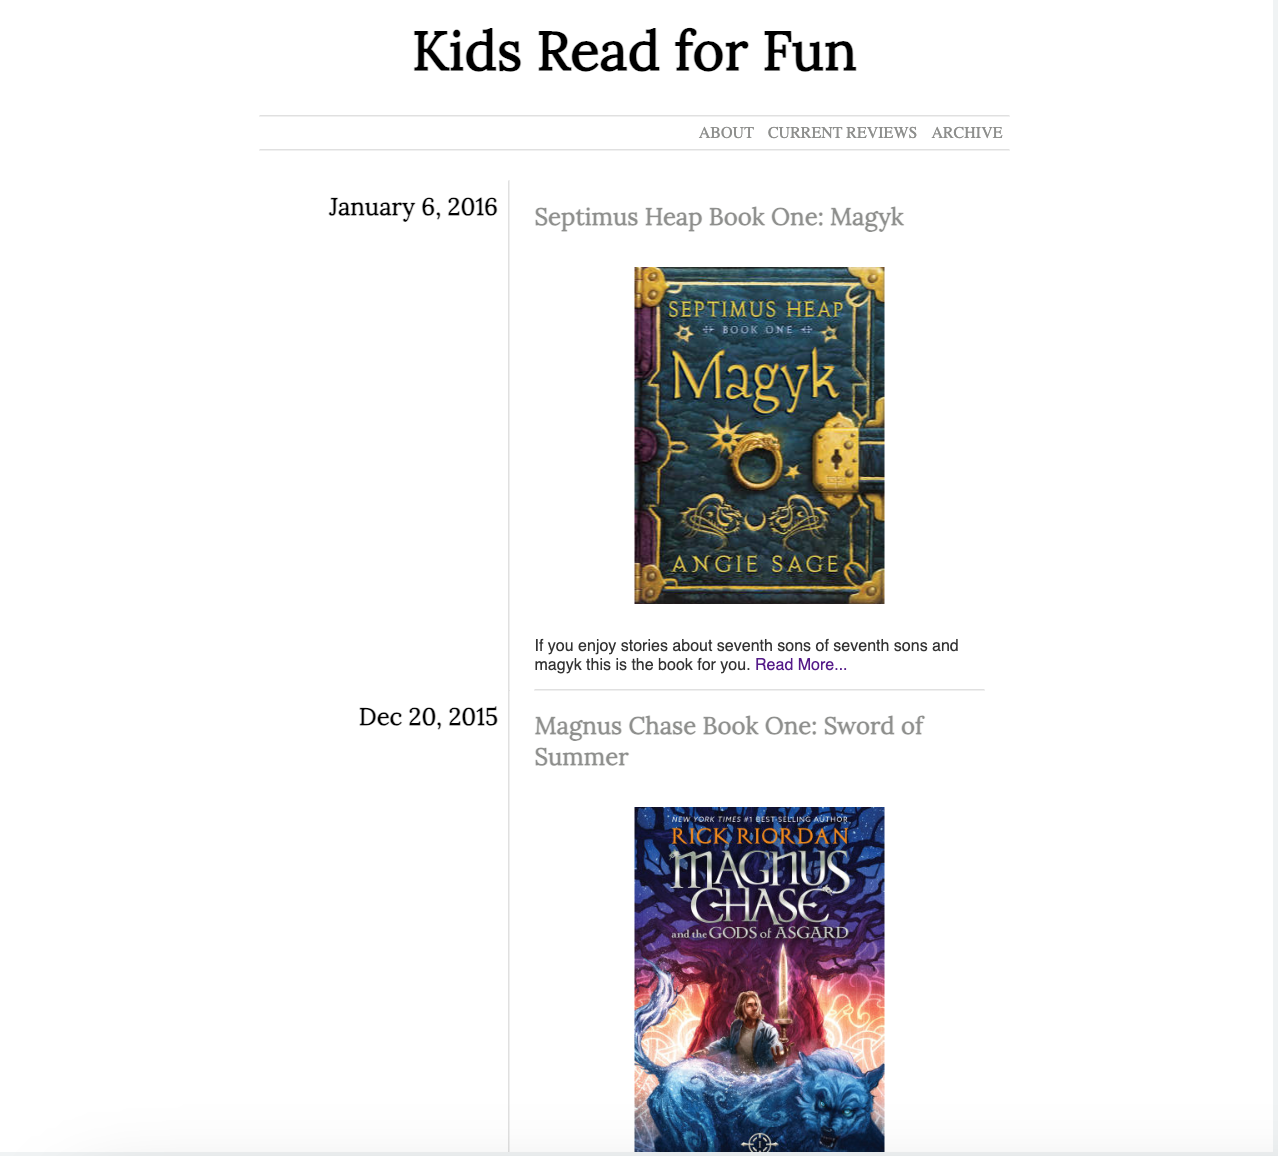 Kids Read for Fun
ABOUT CURRENT REVIEWS ARCHIVE
January 6, 2016
Septimus Heap Book One: Magyk
SEPTIMUS HEAP
BOOK ONE
Magyk
ANGIE SAGE
If you enjoy stories about seventh sons of seventh sons and
magyk this is the book for you. Read More...
Dec 20, 2015
Magnus Chase Book One: Sword of
Summer
NEW YORK TIMES #1 BEST-SELLING AUTHOR
RICK RIORDAN
MAGNUS
CHASE
and the GODS of ASGARD